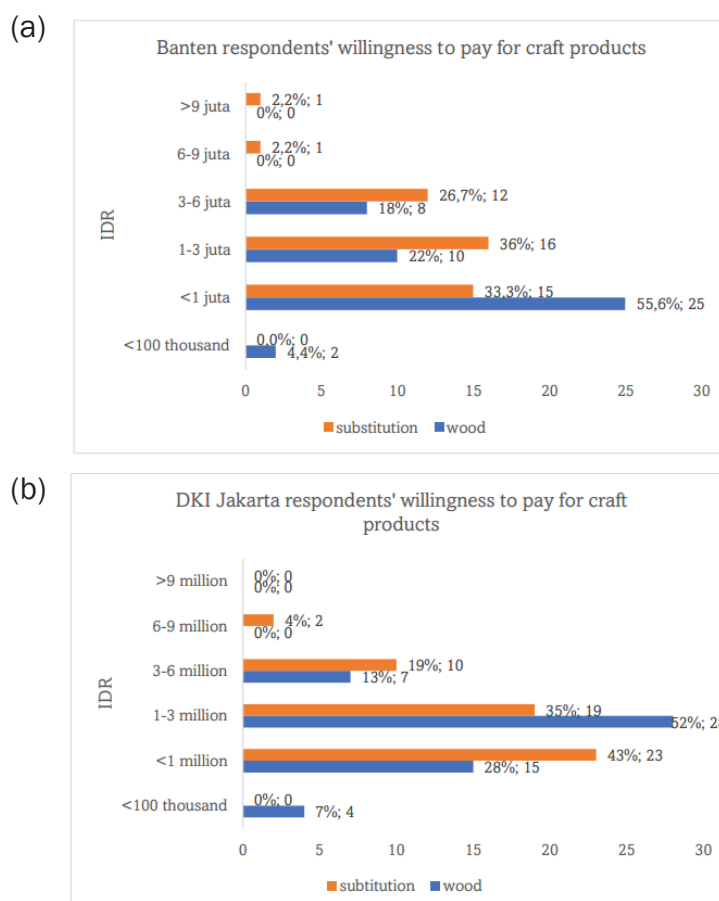 (a)
Banten respondents' willingness to pay for craft products
IDR
>9 juta
2,2%; 1
0%; 0
6-9 juta
2,2%; 1
0%; 0
3-6 juta
26,7%; 12
18%; 8
1-3 juta
36%; 16
22%; 10
<1 juta
33,3%; 15
55,6%; 25
<100 thousand
0,0%; 0
4,4%; 2
0 5 10 15 20 25 30
substitution wood
(b)
DKI Jakarta respondents' willingness to pay for craft
products
IDR
>9 million
0%; 0
0%; 0
6-9 million
4%; 2
0%; 0
3-6 million
19%; 10
13%; 7
1-3 million
35%; 19
52%;
<1 million
43%; 23
28%; 15
<100 thousand
0%; 0
7%; 4
0 5 10 15 20 25 30
subtitution wood